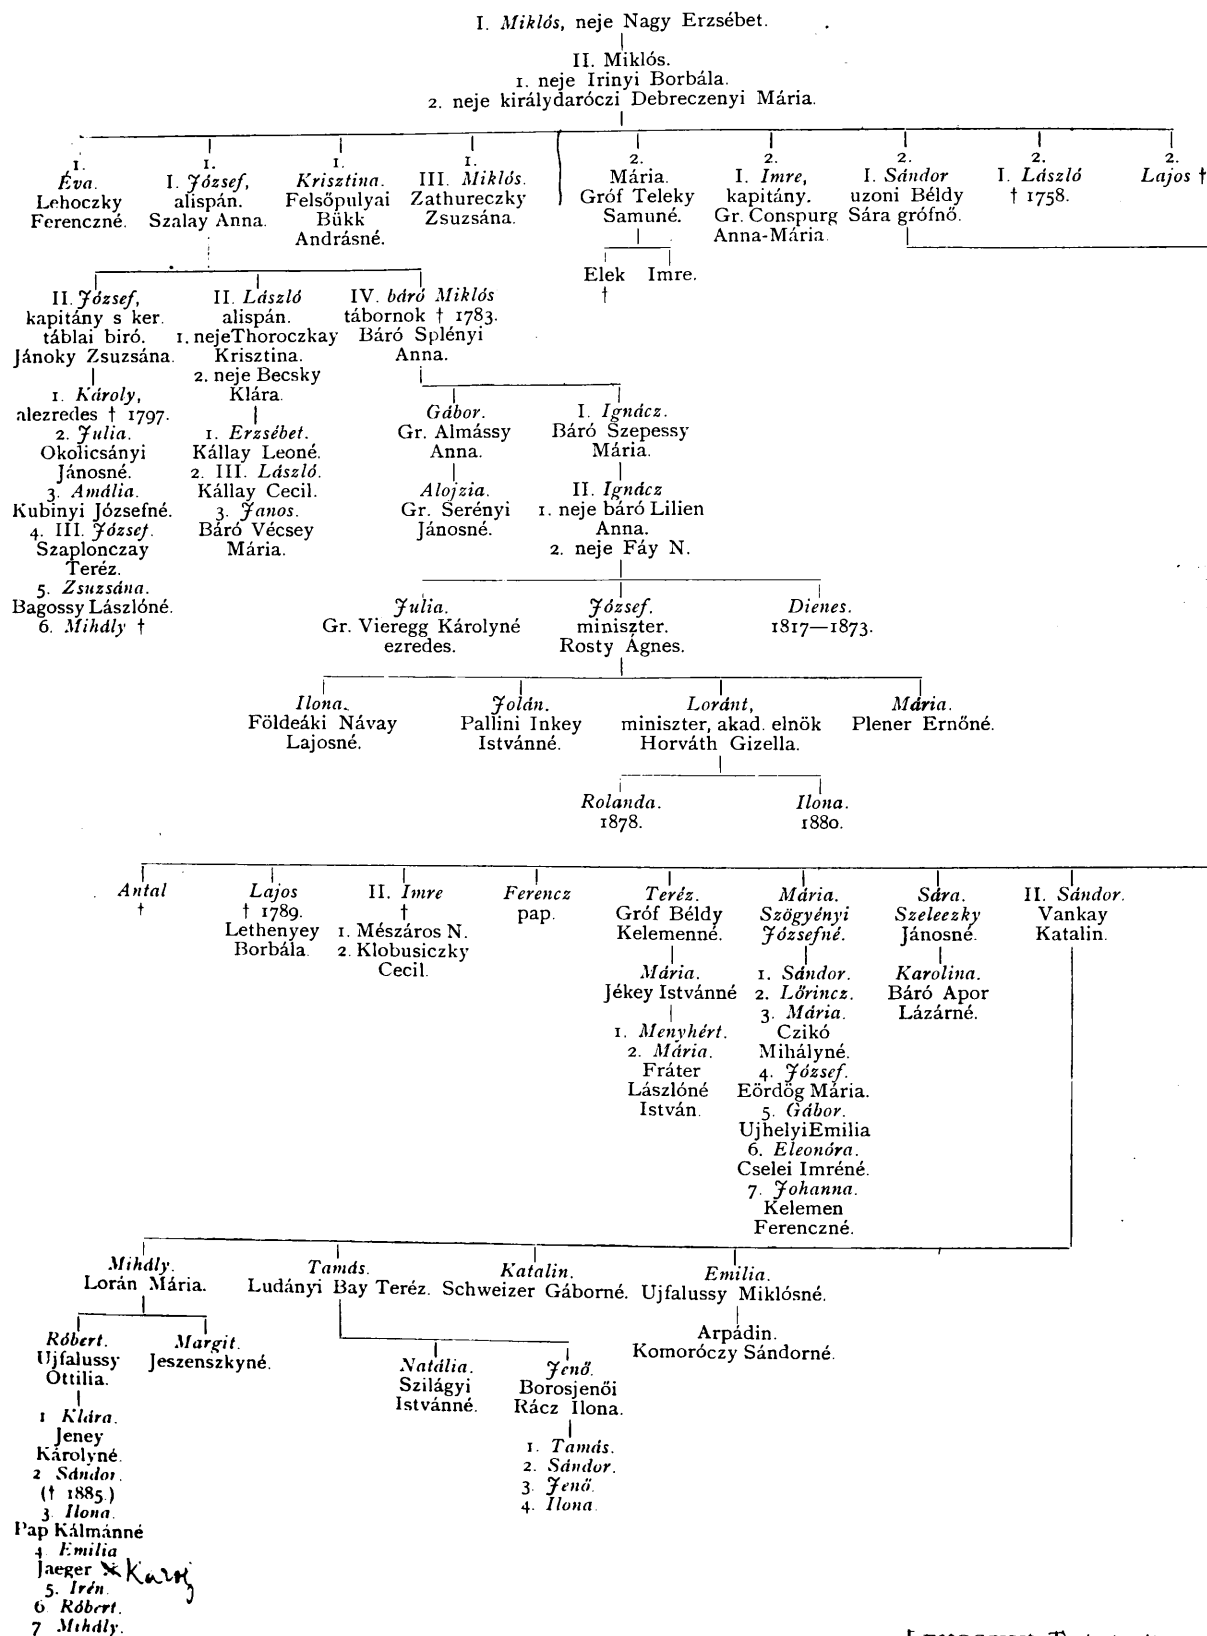 I. Miklós, neje Nagy Erzsébet.
II. Miklós.
1. neje Irinyi Borbála.
2. neje királydaróczi Debreczenyi Mária.
1.
Éva.
Lehoczky
Ferenczné.
1.
I. József,
alispán.
Szalay Anna.
1.
Krisztina.
Felsőpulyai
Bükk
Andrásné.
1.
III. Miklós.
Zathureczky
Zsuzsána.
2.
Mária.
Gróf Teleky
Samuné.
2.
I. Imre,
kapitány.
Gr. Conspurg
Anna-Mária.
2.
I. Sándor
uzoni Béldy
Sára grófnő.
2.
I. László
† 1758.
2.
Lajos †
Elek
†
Imre.
II. József,
kapitány s ker.
táblai biró.
Jánoky Zsuzsána.
II. László
alispán.
1. neje Thoroczkay
Krisztina.
2. neje Becsky
Klára.
IV. báró Miklós
tábornok † 1783.
Báró Splényi
Anna.
1. Károly,
alezredes † 1797.
2. Julia.
Okolicsányi
Jánosné.
3. Amália.
Kubinyi Józsefné.
4. III. József.
Szaplonczay
Teréz.
5. Zsuzsána.
Bagossy Lászlóné.
6. Mihály †
1. Erzsébet.
Kállay Leoné.
2. III. László.
Kállay Cecil.
3. Janos.
Báró Vécsey
Mária.
Gábor.
Gr. Almássy
Anna.
Alojzia.
Gr. Serényi
Jánosné.
I. Ignácz.
Báró Szepessy
Mária.
II. Ignácz
1. neje báró Lilien
Anna.
2. neje Fáy N.
Julia.
Gr. Vieregg Károlyné
ezredes.
József.
miniszter.
Rosty Ágnes.
Dienes.
1817—1873.
Ilona.
Földeáki Návay
Lajosné.
Jolán.
Pallini Inkey
Istvánné.
Loránt,
miniszter, akad. elnök
Horváth Gizella.
Mária.
Plener Ernőné.
Rolanda.
1878.
Ilona.
1880.
Antal
†
Lajos
† 1789.
Lethenyey
Borbála.
II. Imre
†
1. Mészáros N.
2. Klobusiczky
Cecil.
Ferencz
pap.
Teréz.
Gróf Béldy
Kelemenné.
Mária.
Jékey Istvánné
1. Menyhért.
2. Mária.
Fráter
Lászlóné
István.
Mária.
Szögyényi
Józsefné.
1. Sándor.
2. Lőrincz.
3. Mária.
Czikó
Mihályné.
4. József.
Eördög Mária.
5. Gábor.
Ujhelyi Emilia
6. Eleonóra.
Cselei Imréné.
7. Johanna.
Kelemen
Ferenczné.
Sára.
Szeleezky
Jánosné.
Karolina.
Báró Apor
Lázárné.
II. Sándor.
Vankay
Katalin.
Mihály.
Lorán Mária.
Tamás.
Ludányi Bay Teréz.
Katalin.
Schweizer Gáborné.
Emilia.
Ujfalussy Miklósné.
Róbert.
Ujfalussy
Ottilia.
Margit.
Jeszenszkyné.
Arpádin.
Komoróczy Sándorné.
Natália.
Szilágyi
Istvánné.
Jenő.
Borosjenői
Rácz Ilona.
1 Klára.
Jeney
Károlyné.
2 Sándor.
(† 1885.)
3. Ilona.
Pap Kálmánné
4. Emilia
Jaeger Karoly
5. Irén.
6. Róbert.
7 Mihály.
1. Tamás.
2. Sándor.
3. Jenő.
4. Ilona.